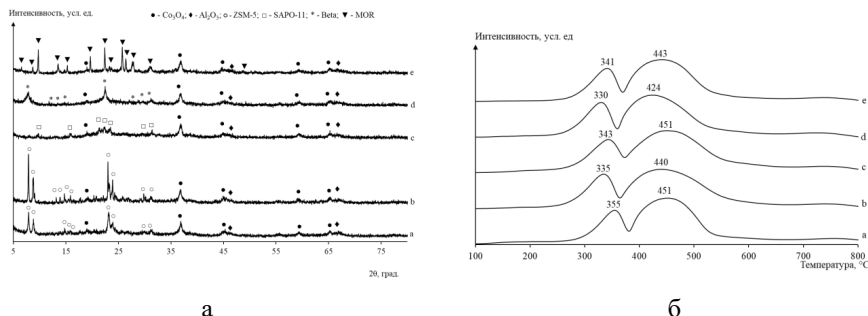 Интенсивность, усл. ед.
● - Co₃O₄; ♦ - Al₂O₃; ○ - ZSM-5; □ - SAPO-11; * - Beta; ▼ - MOR
e
d
c
b
a
5 15 25 35 45 55 65 75
2θ, град.
а
Интенсивность, усл. ед
341 443
e
330 424
d
343 451
c
335 440
b
355 451
a
100 200 300 400 500 600 700 800
Температура, °C
б